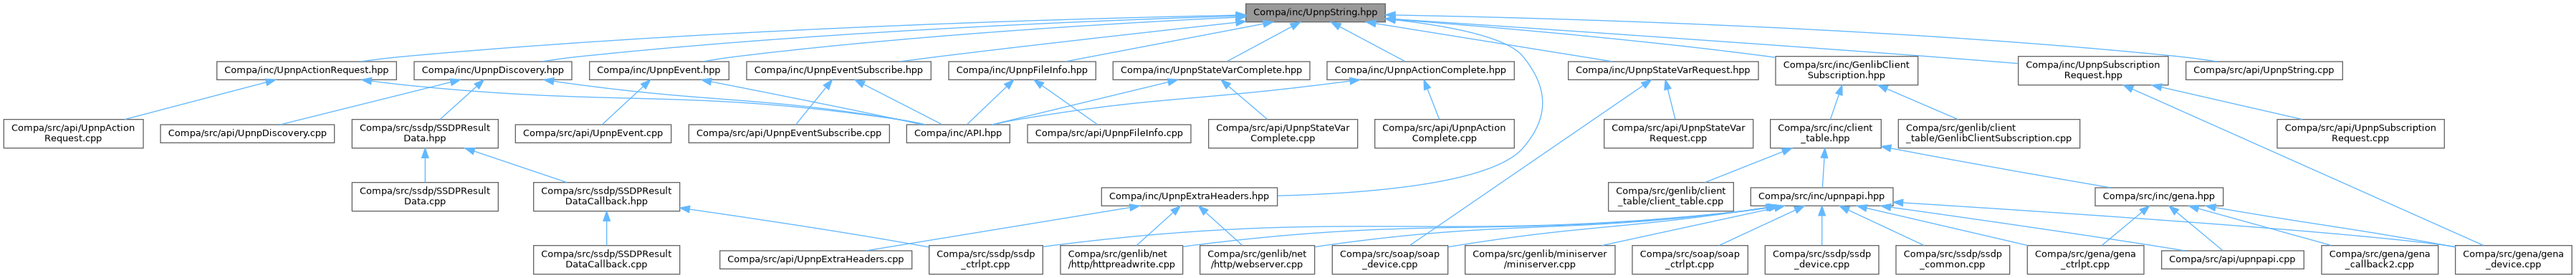 Compa/inc/UpnpString.hpp
Compa/inc/UpnpActionRequest.hpp
Compa/inc/UpnpDiscovery.hpp
Compa/inc/UpnpEvent.hpp
Compa/inc/UpnpEventSubscribe.hpp
Compa/inc/UpnpFileInfo.hpp
Compa/inc/UpnpStateVarComplete.hpp
Compa/inc/UpnpActionComplete.hpp
Compa/inc/UpnpStateVarRequest.hpp
Compa/src/inc/GenlibClient
Subscription.hpp
Compa/inc/UpnpSubscription
Request.hpp
Compa/src/api/UpnpString.cpp
Compa/src/api/UpnpAction
Request.cpp
Compa/src/api/UpnpDiscovery.cpp
Compa/src/ssdp/SSDPResult
Data.hpp
Compa/src/api/UpnpEvent.cpp
Compa/src/api/UpnpEventSubscribe.cpp
Compa/inc/API.hpp
Compa/src/api/UpnpFileInfo.cpp
Compa/src/api/UpnpStateVar
Complete.cpp
Compa/src/api/UpnpAction
Complete.cpp
Compa/src/api/UpnpStateVar
Request.cpp
Compa/src/inc/client
_table.hpp
Compa/src/genlib/client
_table/GenlibClientSubscription.cpp
Compa/src/api/UpnpSubscription
Request.cpp
Compa/src/ssdp/SSDPResult
Data.cpp
Compa/src/ssdp/SSDPResult
DataCallback.hpp
Compa/inc/UpnpExtraHeaders.hpp
Compa/src/genlib/client
_table/client_table.cpp
Compa/src/inc/upnpapi.hpp
Compa/src/inc/gena.hpp
Compa/src/ssdp/SSDPResult
DataCallback.cpp
Compa/src/api/UpnpExtraHeaders.cpp
Compa/src/ssdp/ssdp
_ctrlpt.cpp
Compa/src/genlib/net
/http/httpreadwrite.cpp
Compa/src/genlib/net
/http/webserver.cpp
Compa/src/soap/soap
_device.cpp
Compa/src/genlib/miniserver
/miniserver.cpp
Compa/src/soap/soap
_ctrlpt.cpp
Compa/src/ssdp/ssdp
_device.cpp
Compa/src/ssdp/ssdp
_common.cpp
Compa/src/gena/gena
_ctrlpt.cpp
Compa/src/api/upnpapi.cpp
Compa/src/gena/gena
_callback2.cpp
Compa/src/gena/gena
_device.cpp